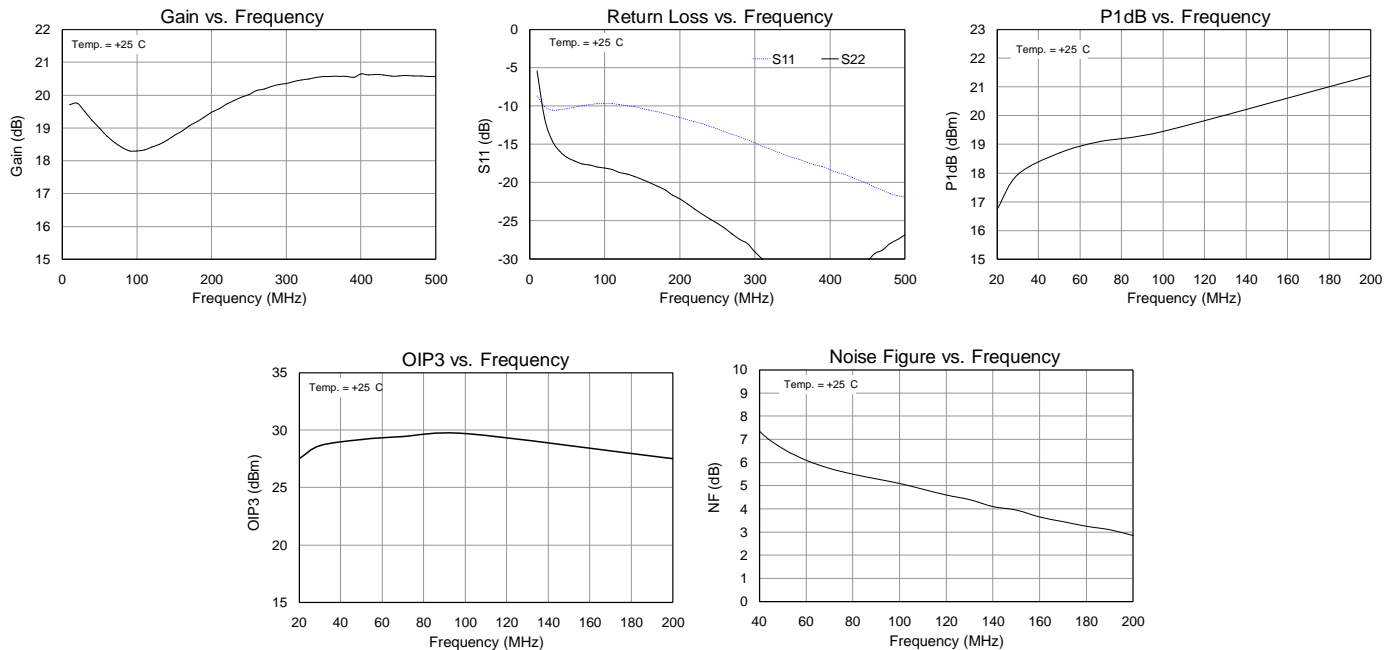 Gain vs. Frequency
Temp. = +25 C
Gain (dB)
22
21
20
19
18
17
16
15
0 100 200 300 400 500
Frequency (MHz)
Return Loss vs. Frequency
Temp. = +25 C
S11 S22
S11 (dB)
0
-5
-10
-15
-20
-25
-30
0 100 200 300 400 500
Frequency (MHz)
P1dB vs. Frequency
Temp. = +25 C
P1dB (dBm)
23
22
21
20
19
18
17
16
15
20 40 60 80 100 120 140 160 180 200
Frequency (MHz)
OIP3 vs. Frequency
Temp. = +25 C
OIP3 (dBm)
35
30
25
20
15
20 40 60 80 100 120 140 160 180 200
Frequency (MHz)
Noise Figure vs. Frequency
Temp. = +25 C
NF (dB)
10
9
8
7
6
5
4
3
2
1
0
40 60 80 100 120 140 160 180 200
Frequency (MHz)